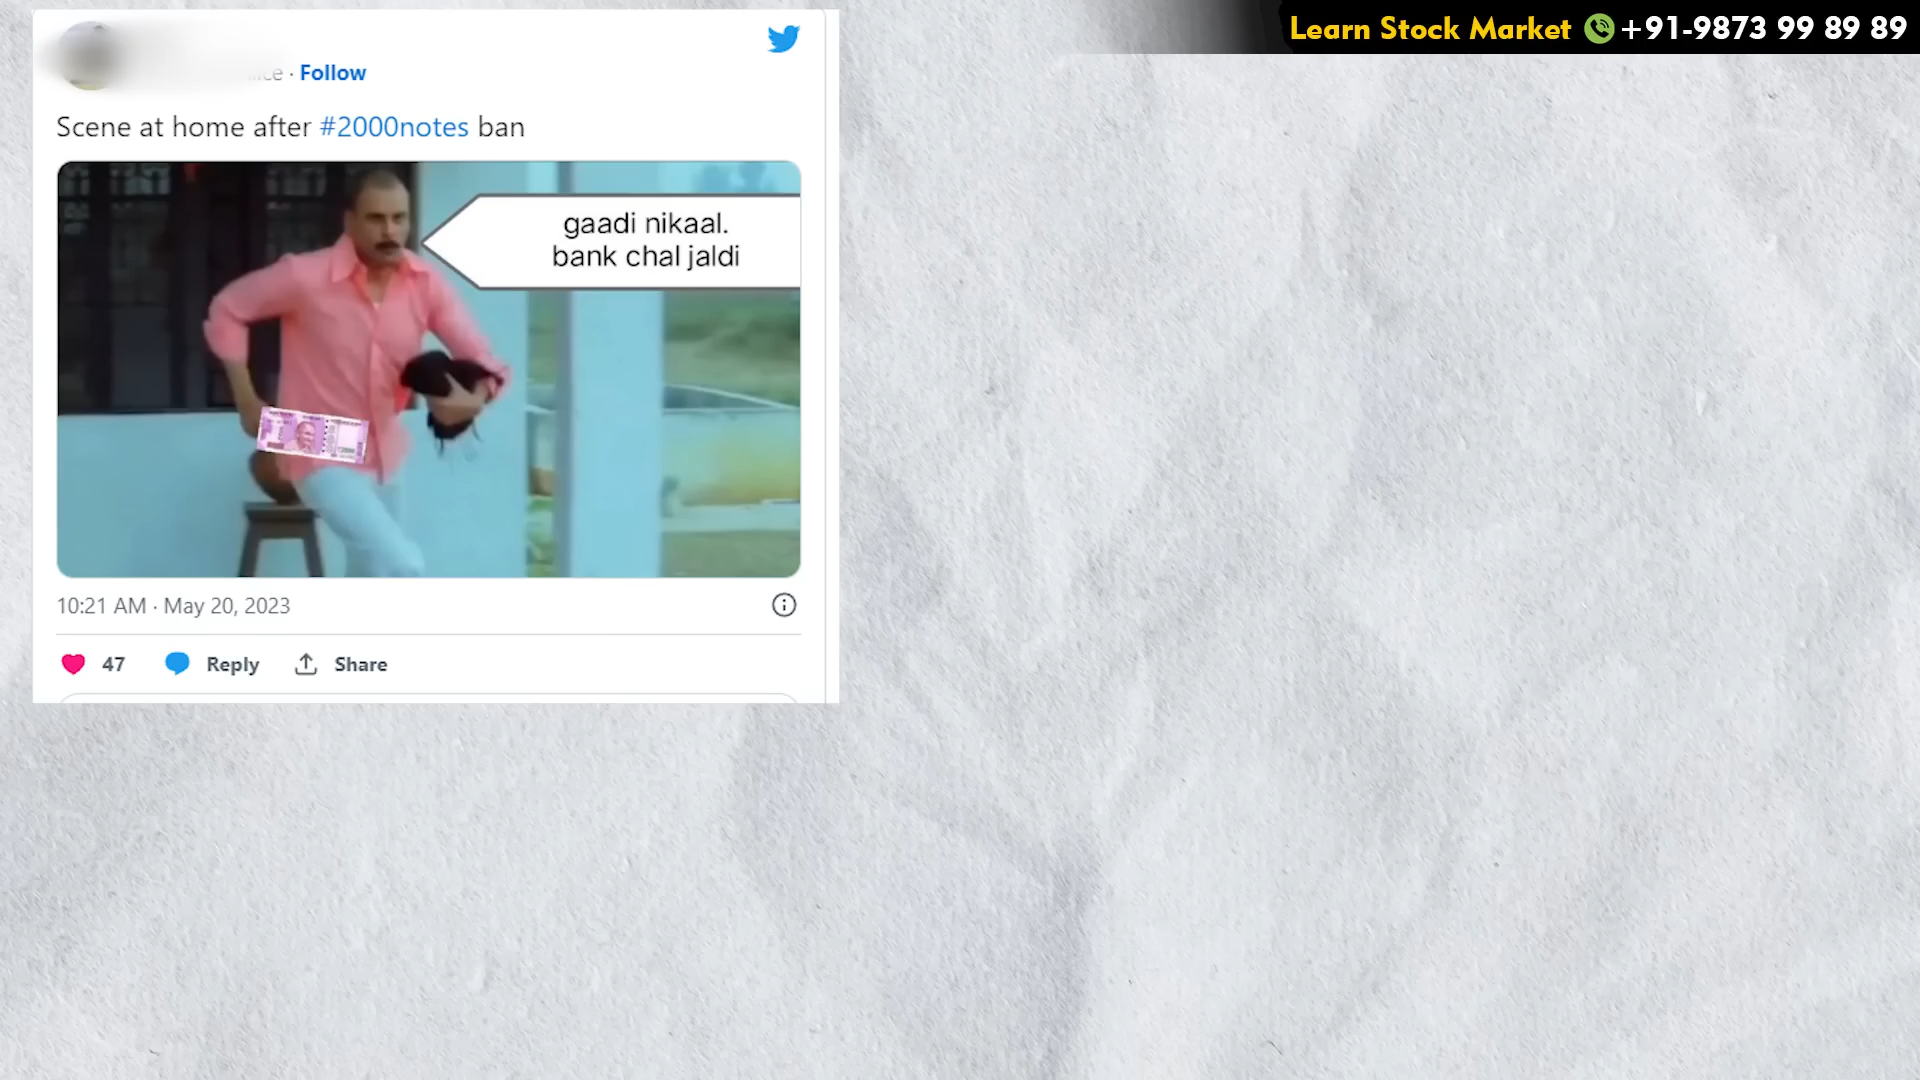 Learn Stock Market +91-9873 99 89 89
· Follow
Scene at home after #2000notes ban
gaadi nikaal.
bank chal jaldi
10:21 AM · May 20, 2023
47 Reply Share